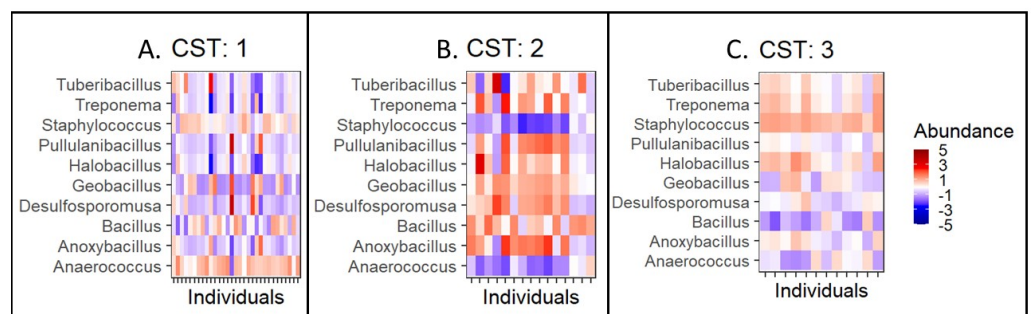 A. CST: 1
Tuberibacillus
Treponema
Staphylococcus
Pullulanibacillus
Halobacillus
Geobacillus
Desulfosporomusa
Bacillus
Anoxybacillus
Anaerococcus
Individuals
B. CST: 2
Tuberibacillus
Treponema
Staphylococcus
Pullulanibacillus
Halobacillus
Geobacillus
Desulfosporomusa
Bacillus
Anoxybacillus
Anaerococcus
Individuals
C. CST: 3
Tuberibacillus
Treponema
Staphylococcus
Pullulanibacillus
Halobacillus
Geobacillus
Desulfosporomusa
Bacillus
Anoxybacillus
Anaerococcus
Individuals
Abundance
5
3
1
-1
-3
-5